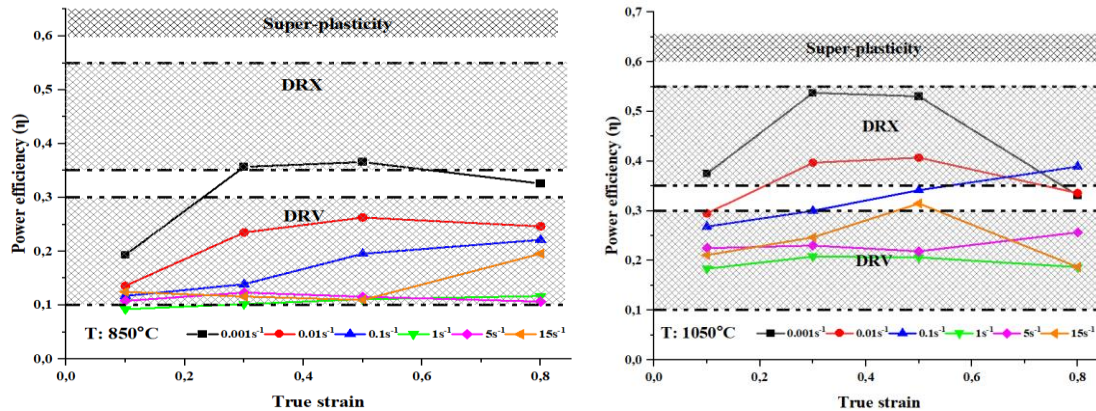 Super-plasticity
0,6
0,5
0,4
0,3
0,2
0,1
0,0
Power efficiency (η)
DRX
DRV
T: 850°C
0.001s⁻¹ 0.01s⁻¹ 0.1s⁻¹ 1s⁻¹ 5s⁻¹ 15s⁻¹
0,0 0,2 0,4 0,6 0,8
True strain
0,7
0,6
0,5
0,4
0,3
0,2
0,1
0,0
Power efficiency (η)
Super-plasticity
DRX
DRV
T: 1050°C
0.001s⁻¹ 0.01s⁻¹ 0.1s⁻¹ 1s⁻¹ 5s⁻¹ 15s⁻¹
0,0 0,2 0,4 0,6 0,8
True strain